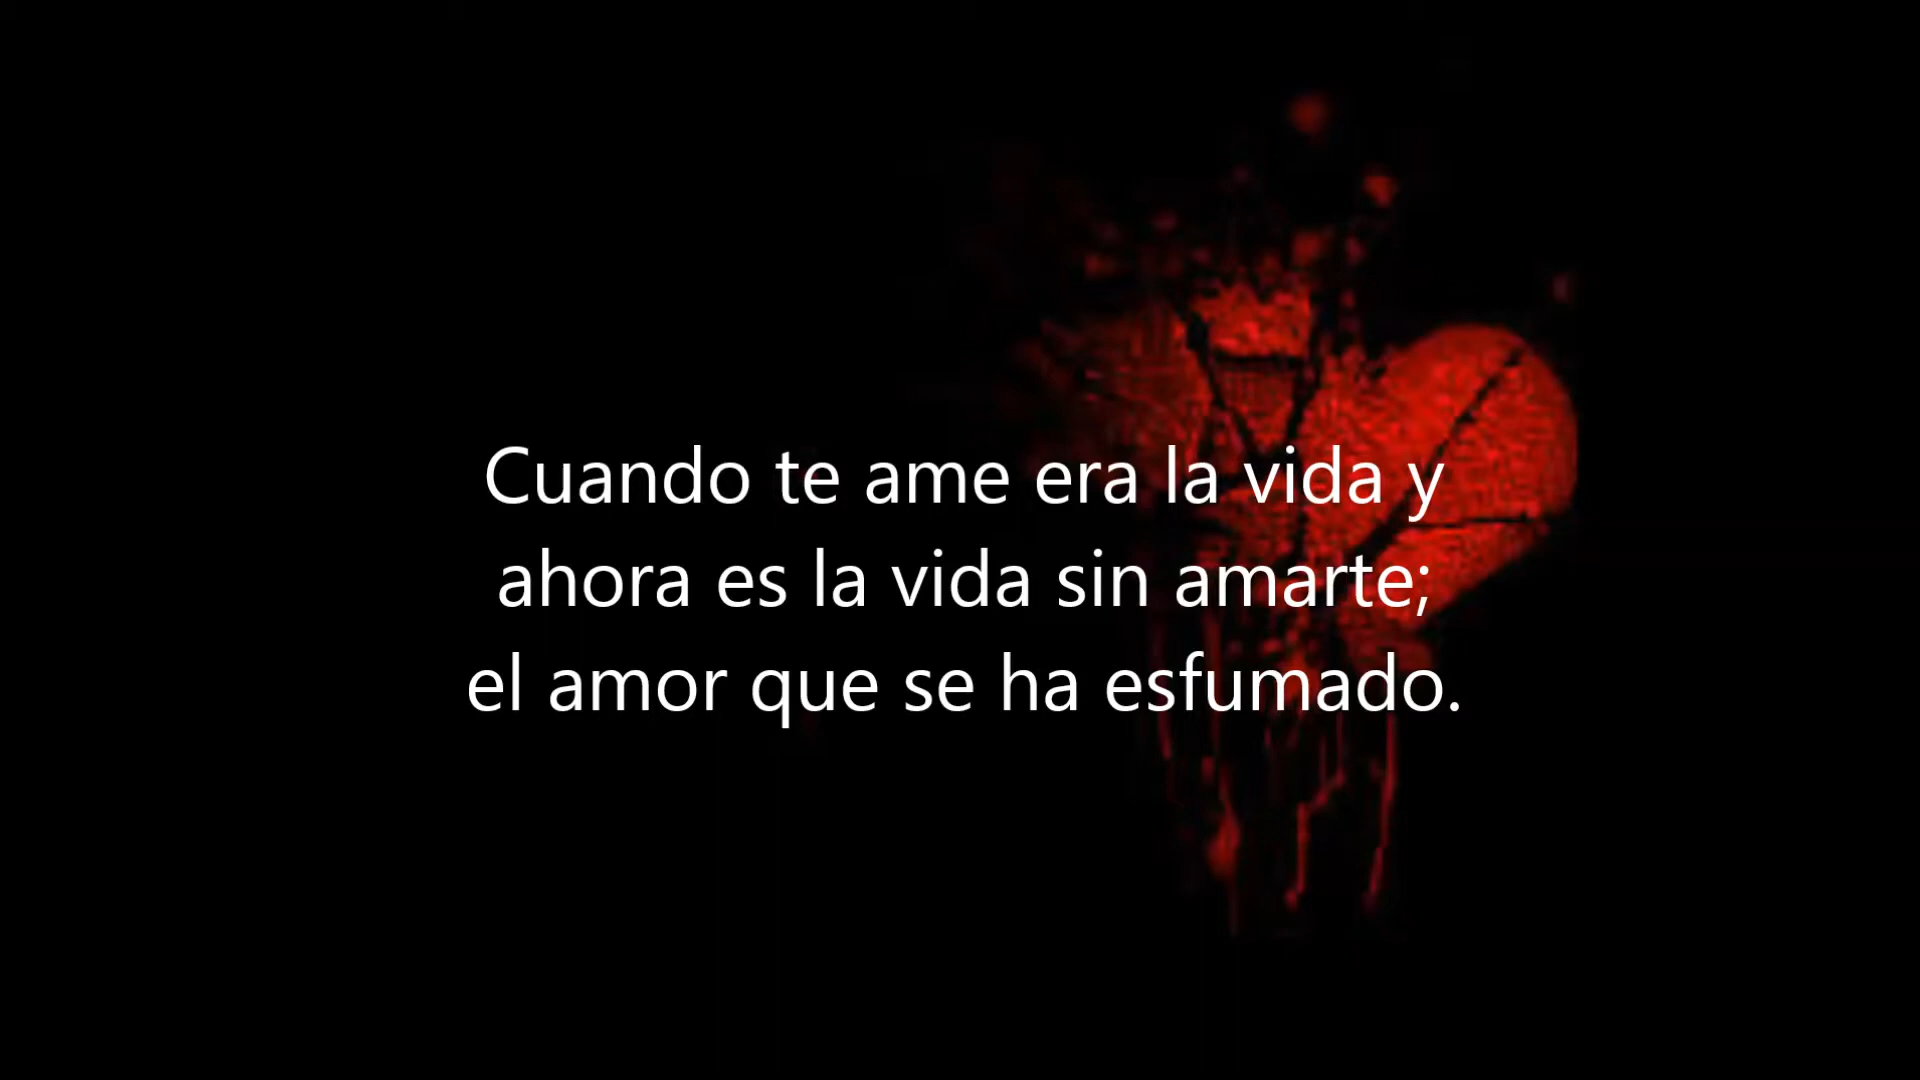 Cuando te ame era la vida y
ahora es la vida sin amarte;
el amor que se ha esfumado.